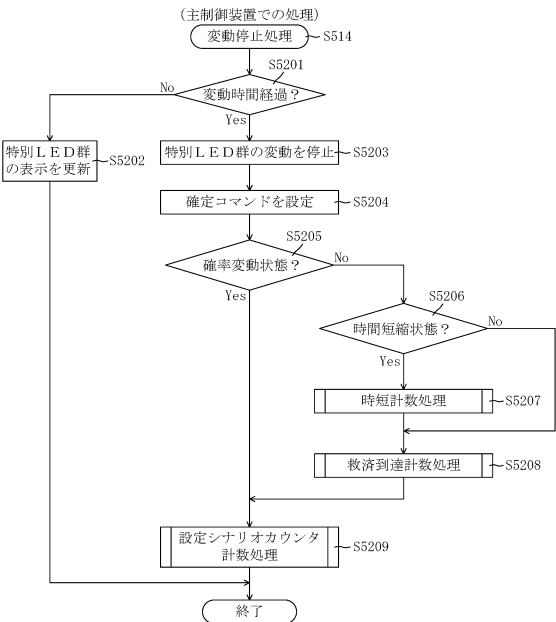 (主制御装置での処理)
変動停止処理
S514
S5201
変動時間経過？
No
Yes
特別ＬＥＤ群
の表示を更新
S5202
特別ＬＥＤ群の変動を停止
S5203
確定コマンドを設定
S5204
S5205
確率変動状態？
No
Yes
S5206
時間短縮状態？
No
Yes
時短計数処理
S5207
救済到達計数処理
S5208
設定シナリオカウンタ
計数処理
S5209
終了